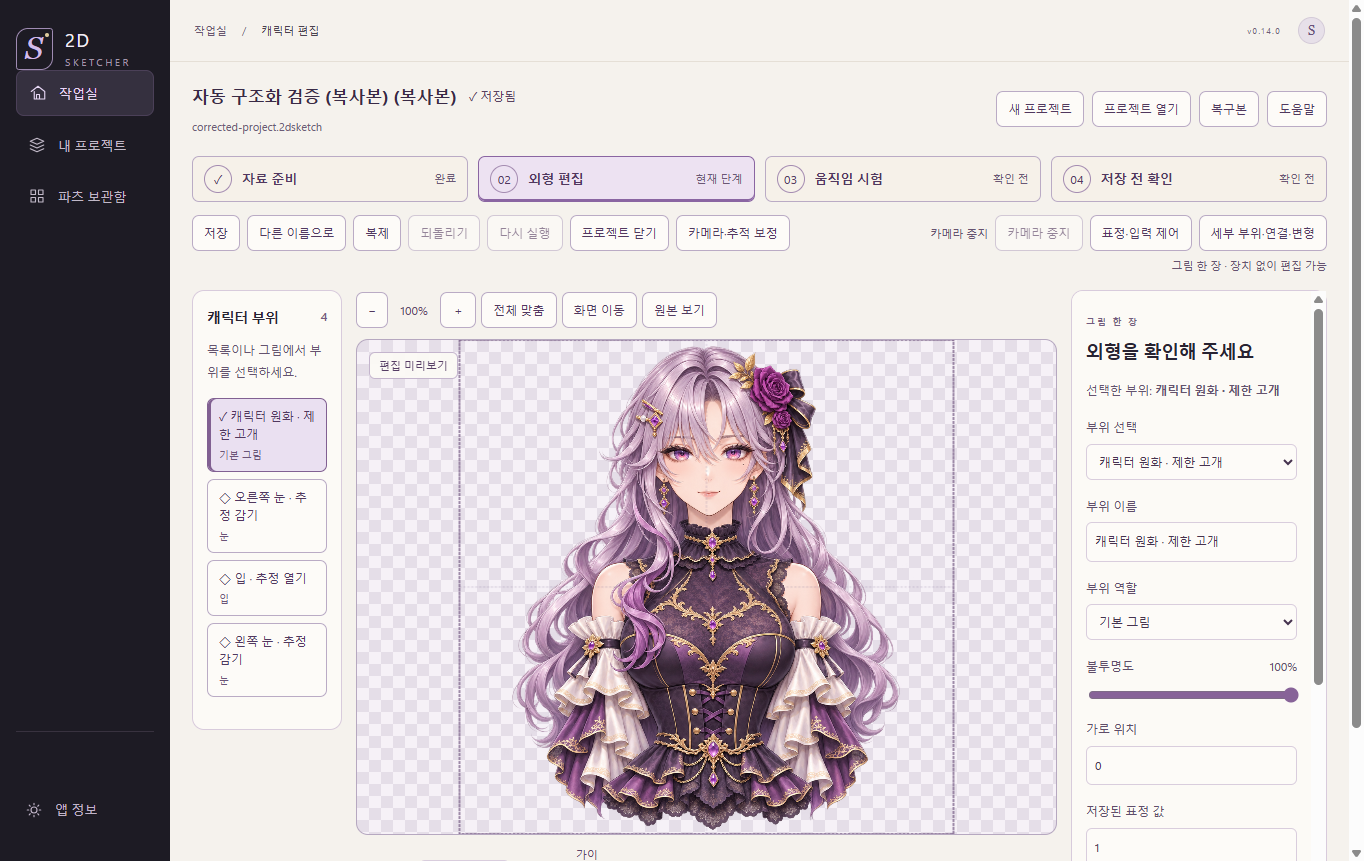 S
2D
SKETCHER
작업실
내 프로젝트
파츠 보관함
앱 정보
작업실 / 캐릭터 편집
v0.14.0
S
자동 구조화 검증 (복사본) (복사본) ✓ 저장됨
corrected-project.2dsketch
새 프로젝트
프로젝트 열기
복구본
도움말
✓ 자료 준비 완료
02 외형 편집 현재 단계
03 움직임 시험 확인 전
04 저장 전 확인 확인 전
저장
다른 이름으로
복제
되돌리기
다시 실행
프로젝트 닫기
카메라·추적 보정
카메라 중지
카메라 중지
표정·입력 제어
세부 부위·연결·변형
그림 한 장 · 장치 없이 편집 가능
캐릭터 부위 4
목록이나 그림에서 부
위를 선택하세요.
✓ 캐릭터 원화 · 제
한 고개
기본 그림
◇ 오른쪽 눈 · 추
정 감기
눈
◇ 입 · 추정 열기
입
◇ 왼쪽 눈 · 추정
감기
눈
− 100% +
전체 맞춤
화면 이동
원본 보기
편집 미리보기
가이
그림 한 장
외형을 확인해 주세요
선택한 부위: 캐릭터 원화 · 제한 고개
부위 선택
캐릭터 원화 · 제한 고개
부위 이름
캐릭터 원화 · 제한 고개
부위 역할
기본 그림
불투명도 100%
가로 위치
0
저장된 표정 값
1